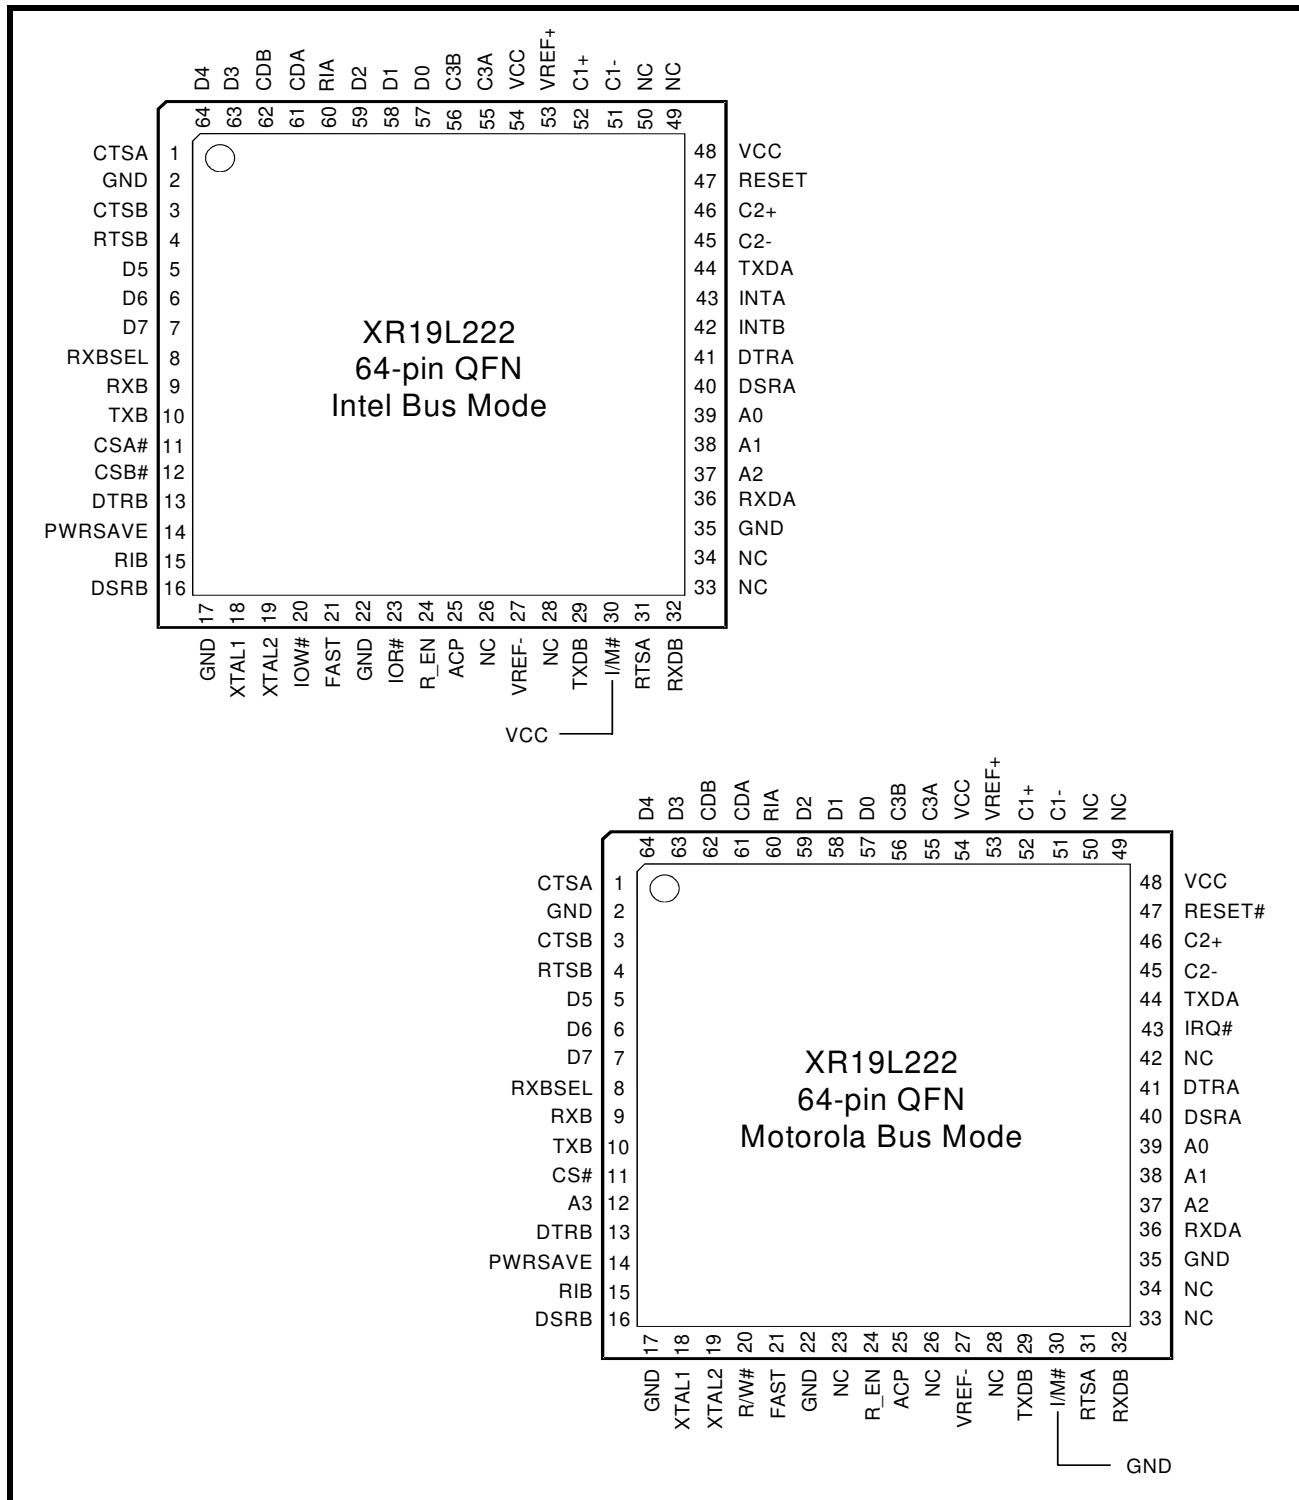 D4 D3 CDB CDA RIA D2 D1 D0 C3B C3A VCC VREF+ C1+ C1- NC NC
64 63 62 61 60 59 58 57 56 55 54 53 52 51 50 49
CTSA 1
GND 2
CTSB 3
RTSB 4
D5 5
D6 6
D7 7
RXBSEL 8
RXB 9
TXB 10
CSA# 11
CSB# 12
DTRB 13
PWRSAVE 14
RIB 15
DSRB 16
XR19L222
64-pin QFN
Intel Bus Mode
48 VCC
47 RESET
46 C2+
45 C2-
44 TXDA
43 INTA
42 INTB
41 DTRA
40 DSRA
39 A0
38 A1
37 A2
36 RXDA
35 GND
34 NC
33 NC
17 18 19 20 21 22 23 24 25 26 27 28 29 30 31 32
GND XTAL1 XTAL2 IOW# FAST GND IOR# R_EN ACP NC VREF- NC TXDB I/M# RTSA RXDB
VCC
D4 D3 CDB CDA RIA D2 D1 D0 C3B C3A VCC VREF+ C1+ C1- NC NC
64 63 62 61 60 59 58 57 56 55 54 53 52 51 50 49
CTSA 1
GND 2
CTSB 3
RTSB 4
D5 5
D6 6
D7 7
RXBSEL 8
RXB 9
TXB 10
CS# 11
A3 12
DTRB 13
PWRSAVE 14
RIB 15
DSRB 16
XR19L222
64-pin QFN
Motorola Bus Mode
48 VCC
47 RESET#
46 C2+
45 C2-
44 TXDA
43 IRQ#
42 NC
41 DTRA
40 DSRA
39 A0
38 A1
37 A2
36 RXDA
35 GND
34 NC
33 NC
17 18 19 20 21 22 23 24 25 26 27 28 29 30 31 32
GND XTAL1 XTAL2 R/W# FAST GND NC R_EN ACP NC VREF- NC TXDB I/M# RTSA RXDB
GND